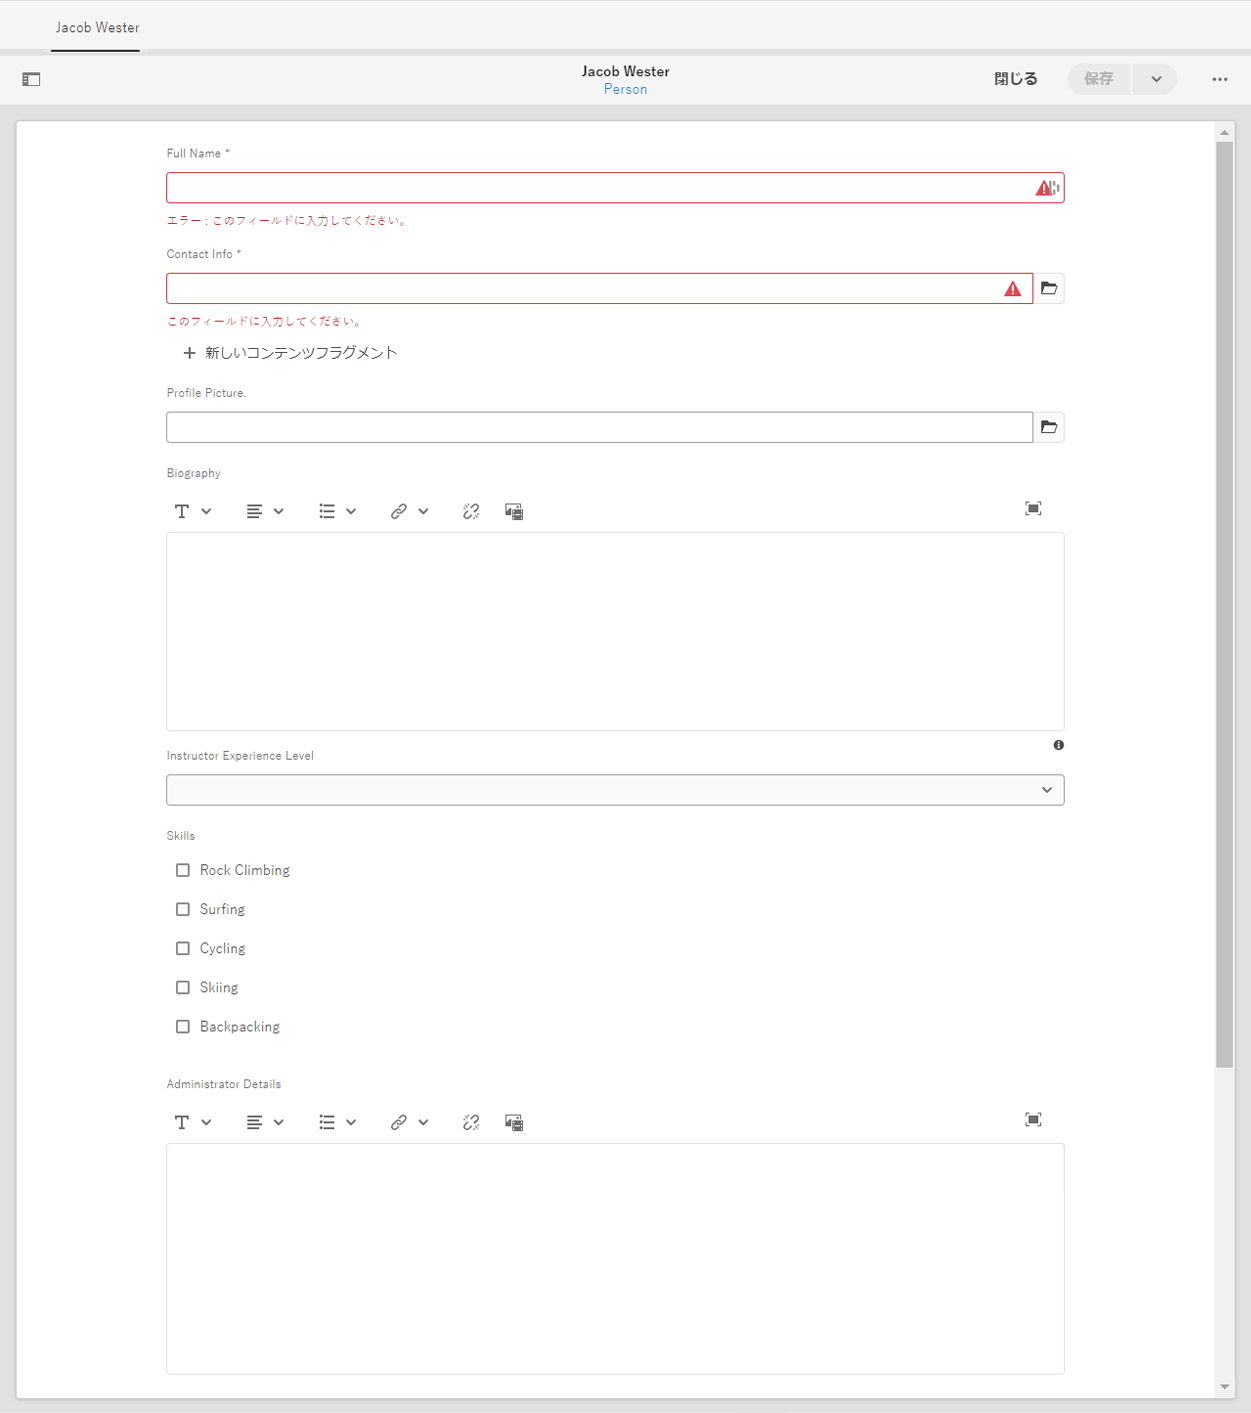 Jacob Wester
Jacob Wester
Person
閉じる
保存
Full Name *
エラー : このフィールドに入力してください。
Contact Info *
このフィールドに入力してください。
新しいコンテンツフラグメント
Profile Picture.
Biography
Instructor Experience Level
Skills
Rock Climbing
Surfing
Cycling
Skiing
Backpacking
Administrator Details